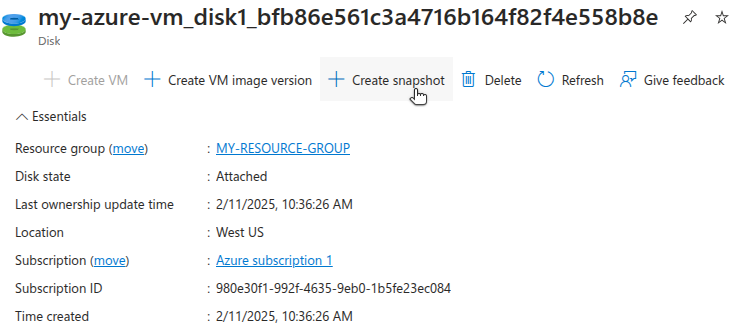 my-azure-vm_disk1_bfb86e561c3a4716b164f82f4e558b8e
Disk
Create VM Create VM image version Create snapshot Delete Refresh Give feedback
Essentials
Resource group (move) : MY-RESOURCE-GROUP
Disk state : Attached
Last ownership update time : 2/11/2025, 10:36:26 AM
Location : West US
Subscription (move) : Azure subscription 1
Subscription ID : 980e30f1-992f-4635-9eb0-1b5fe23ec084
Time created : 2/11/2025, 10:36:26 AM